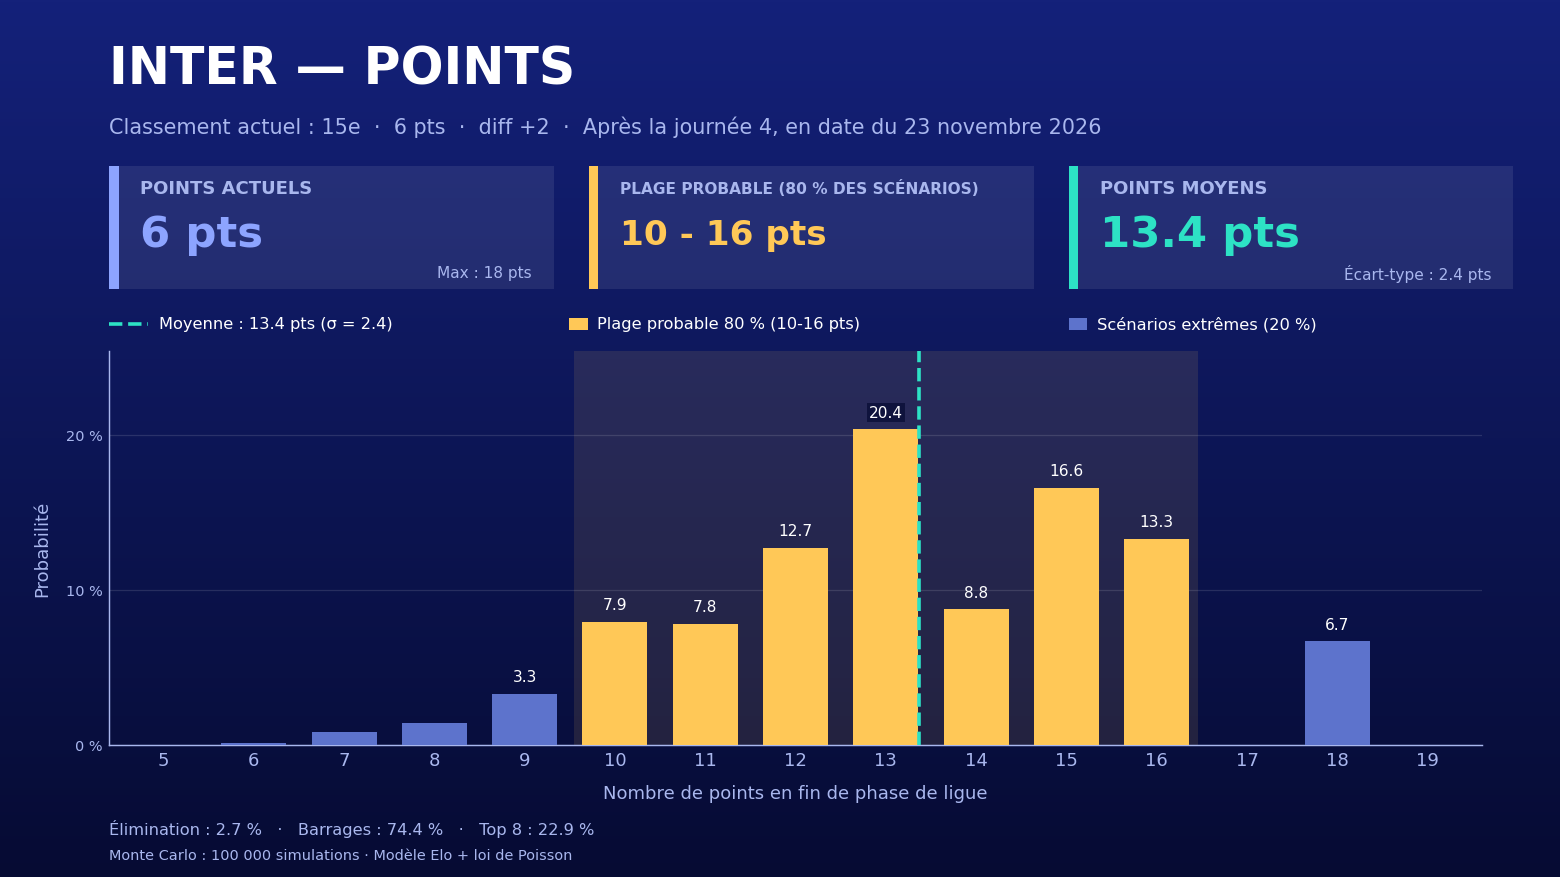 INTER — POINTS
Classement actuel : 15e · 6 pts · diff +2 · Après la journée 4, en date du 23 novembre 2026
POINTS ACTUELS
6 pts
Max : 18 pts
PLAGE PROBABLE (80 % DES SCÉNARIOS)
10 - 16 pts
POINTS MOYENS
13.4 pts
Écart-type : 2.4 pts
Moyenne : 13.4 pts (σ = 2.4)
Plage probable 80 % (10-16 pts)
Scénarios extrêmes (20 %)
Probabilité
20 %
10 %
0 %
3.3
7.9
7.8
12.7
20.4
8.8
16.6
13.3
6.7
5 6 7 8 9 10 11 12 13 14 15 16 17 18 19
Nombre de points en fin de phase de ligue
Élimination : 2.7 % · Barrages : 74.4 % · Top 8 : 22.9 %
Monte Carlo : 100 000 simulations · Modèle Elo + loi de Poisson